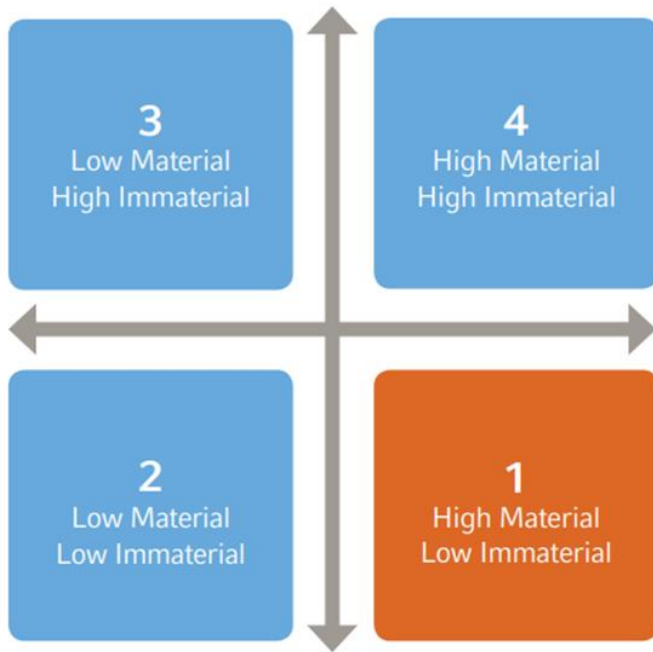 3
Low Material
High Immaterial
4
High Material
High Immaterial
2
Low Material
Low Immaterial
1
High Material
Low Immaterial